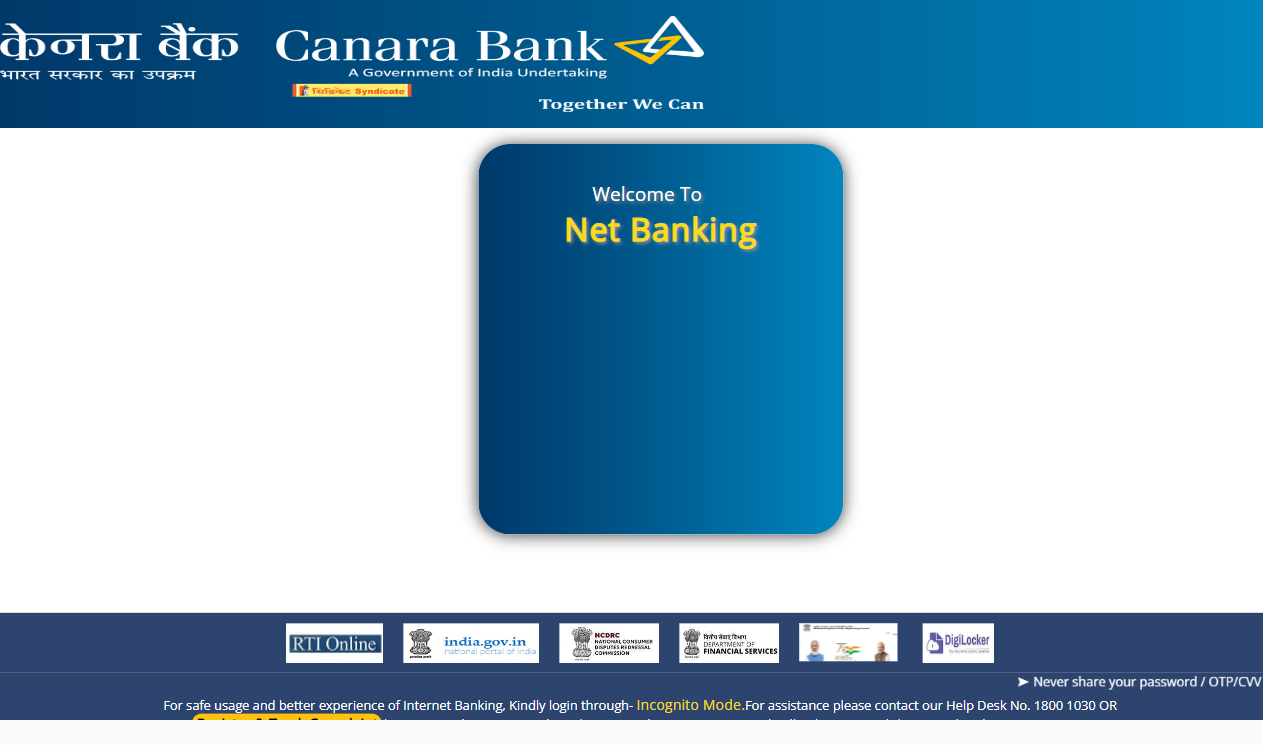 केनरा बैंक Canara Bank
भारत सरकार का उपक्रम A Government of India Undertaking
सिंडिकेट Syndicate
Together We Can
Welcome To
Net Banking
RTI Online
india.gov.in
national portal of India
NCDRC
NATIONAL CONSUMER
DISPUTES REDRESSAL
COMMISSION
वित्तीय सेवाएं विभाग
DEPARTMENT OF
FINANCIAL SERVICES
DigiLocker
➤ Never share your password / OTP/CVV
For safe usage and better experience of Internet Banking, Kindly login through- Incognito Mode.For assistance please contact our Help Desk No. 1800 1030 OR